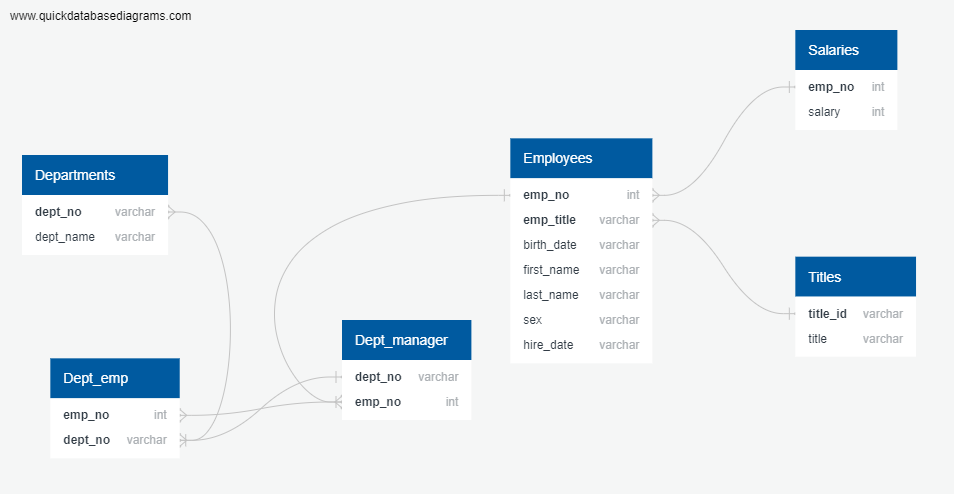 www.quickdatabasediagrams.com
Salaries
emp_no int
salary int
Employees
emp_no int
emp_title varchar
birth_date varchar
first_name varchar
last_name varchar
sex varchar
hire_date varchar
Departments
dept_no varchar
dept_name varchar
Titles
title_id varchar
title varchar
Dept_manager
dept_no varchar
emp_no int
Dept_emp
emp_no int
dept_no varchar